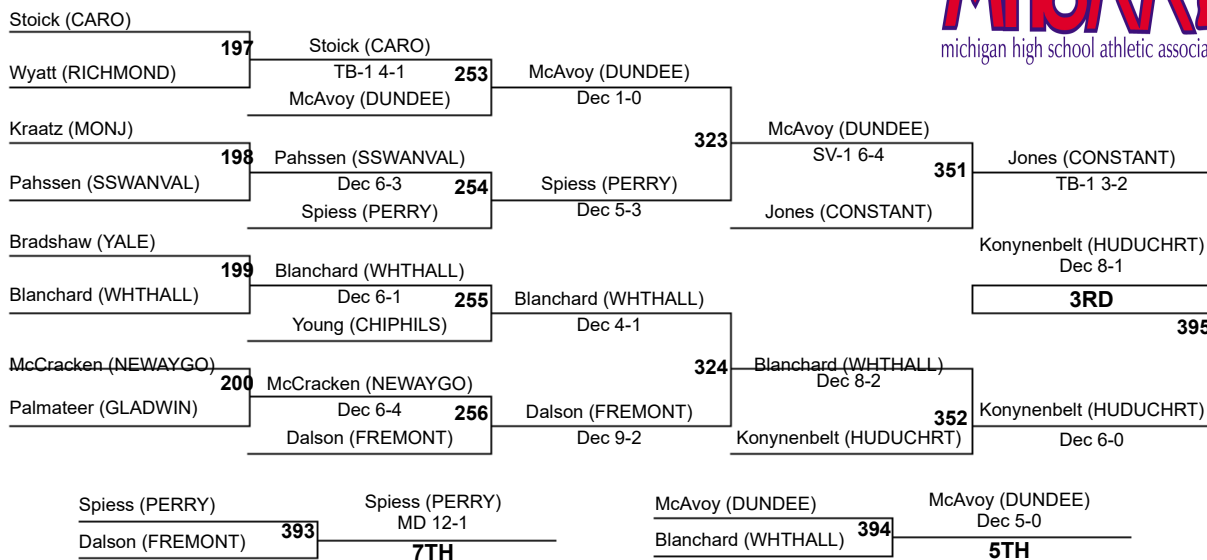 Stoick (CARO)
197
Wyatt (RICHMOND)
Kraatz (MONJ)
198
Pahssen (SSWANVAL)
Bradshaw (YALE)
199
Blanchard (WHTHALL)
McCracken (NEWAYGO)
200
Palmateer (GLADWIN)
Stoick (CARO)
TB-1 4-1
253
McAvoy (DUNDEE)
Pahssen (SSWANVAL)
Dec 6-3
254
Spiess (PERRY)
Blanchard (WHTHALL)
Dec 6-1
255
Young (CHIPHILS)
McCracken (NEWAYGO)
Dec 6-4
256
Dalson (FREMONT)
McAvoy (DUNDEE)
Dec 1-0
323
Spiess (PERRY)
Dec 5-3
Blanchard (WHTHALL)
Dec 4-1
324
Dalson (FREMONT)
Dec 9-2
McAvoy (DUNDEE)
SV-1 6-4
351
Jones (CONSTANT)
Blanchard (WHTHALL)
Dec 8-2
352
Konynenbelt (HUDUCHRT)
michigan high school athletic associa
Jones (CONSTANT)
TB-1 3-2
Konynenbelt (HUDUCHRT)
Dec 8-1
3RD
395
Konynenbelt (HUDUCHRT)
Dec 6-0
Spiess (PERRY)
393
Dalson (FREMONT)
Spiess (PERRY)
MD 12-1
7TH
McAvoy (DUNDEE)
394
Blanchard (WHTHALL)
McAvoy (DUNDEE)
Dec 5-0
5TH